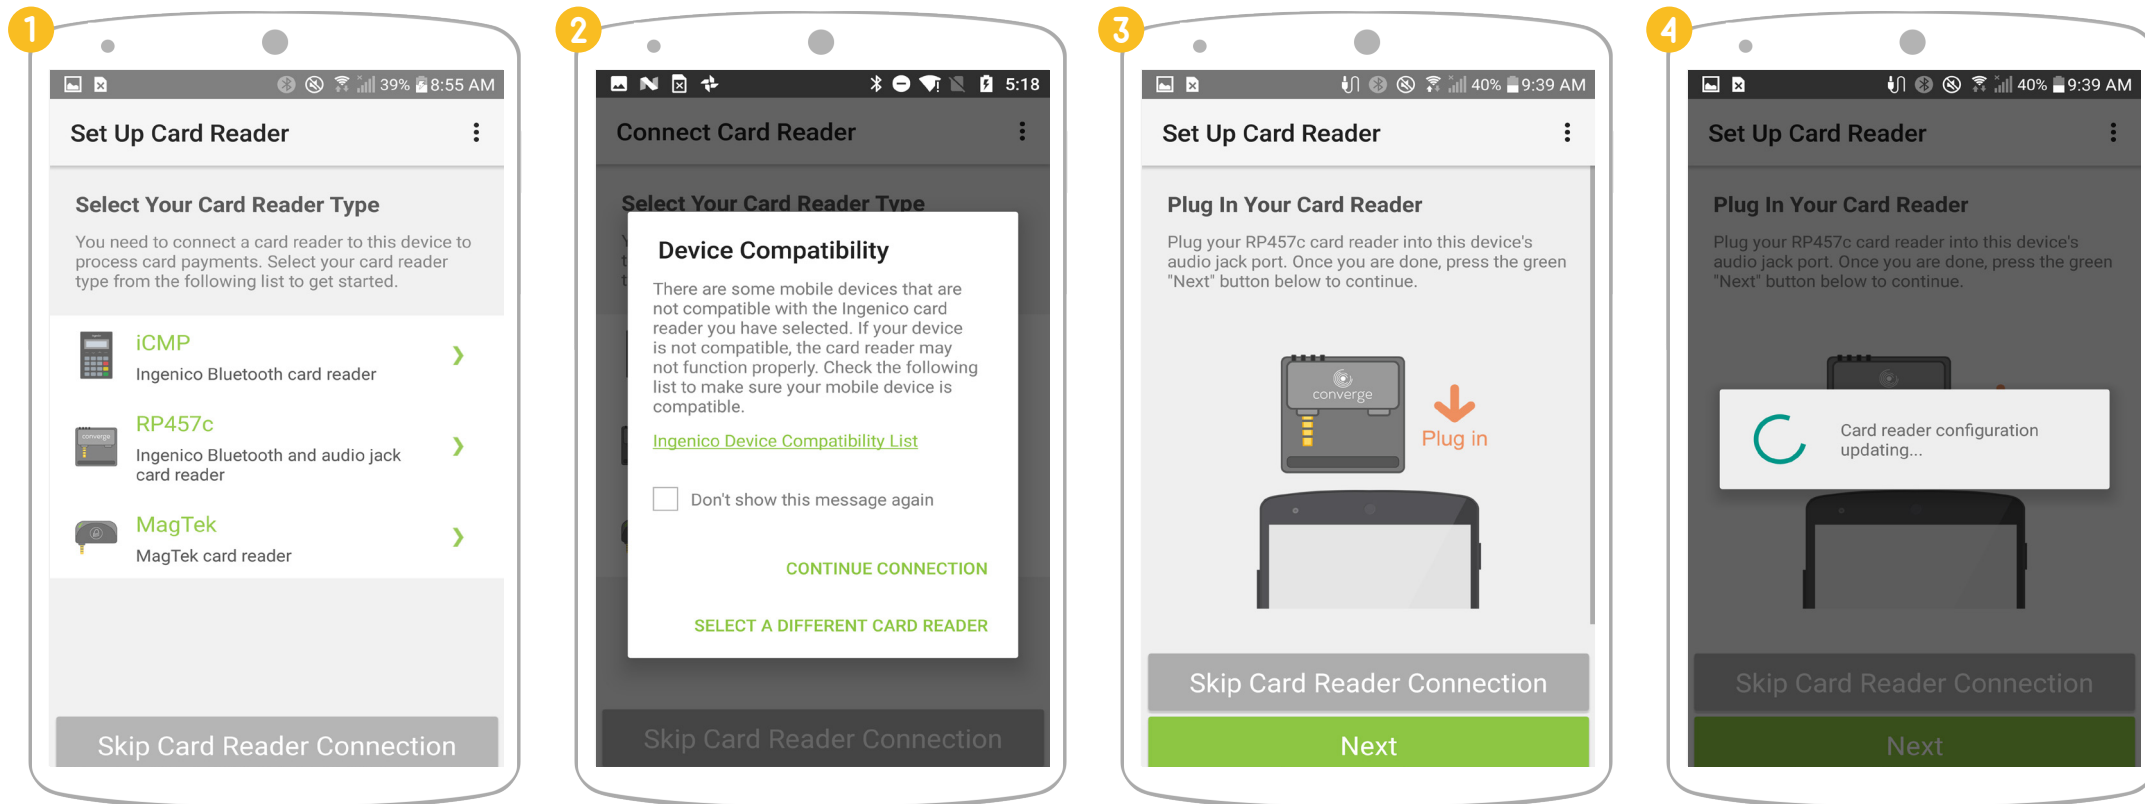 1
39% 8:55 AM
Set Up Card Reader
Select Your Card Reader Type
You need to connect a card reader to this device to
process card payments. Select your card reader
type from the following list to get started.
iCMP
Ingenico Bluetooth card reader
converge
RP457c
Ingenico Bluetooth and audio jack
card reader
MagTek
MagTek card reader
Skip Card Reader Connection
2
5:18
Connect Card Reader
Select Your Card Reader Type
Device Compatibility
There are some mobile devices that are
not compatible with the Ingenico card
reader you have selected. If your device
is not compatible, the card reader may
not function properly. Check the following
list to make sure your mobile device is
compatible.
Ingenico Device Compatibility List
Don't show this message again
CONTINUE CONNECTION
SELECT A DIFFERENT CARD READER
Skip Card Reader Connection
3
40% 9:39 AM
Set Up Card Reader
Plug In Your Card Reader
Plug your RP457c card reader into this device's
audio jack port. Once you are done, press the green
"Next" button below to continue.
converge
Plug in
Skip Card Reader Connection
Next
4
40% 9:39 AM
Set Up Card Reader
Plug In Your Card Reader
Plug your RP457c card reader into this device's
audio jack port. Once you are done, press the green
"Next" button below to continue.
Card reader configuration
updating...
Skip Card Reader Connection
Next